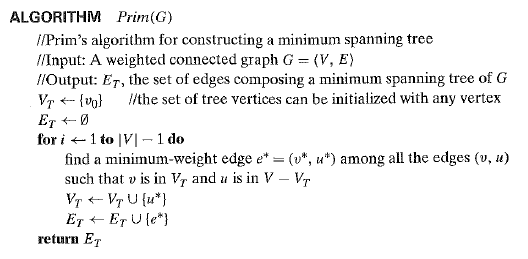 ALGORITHM Prim(G)
//Prim's algorithm for constructing a minimum spanning tree
//Input: A weighted connected graph G = ⟨V, E⟩
//Output: E_T, the set of edges composing a minimum spanning tree of G
V_T ← {v_0} //the set of tree vertices can be initialized with any vertex
E_T ← ∅
for i ← 1 to |V| − 1 do
find a minimum-weight edge e* = (v*, u*) among all the edges (v, u)
such that v is in V_T and u is in V − V_T
V_T ← V_T ∪ {u*}
E_T ← E_T ∪ {e*}
return E_T